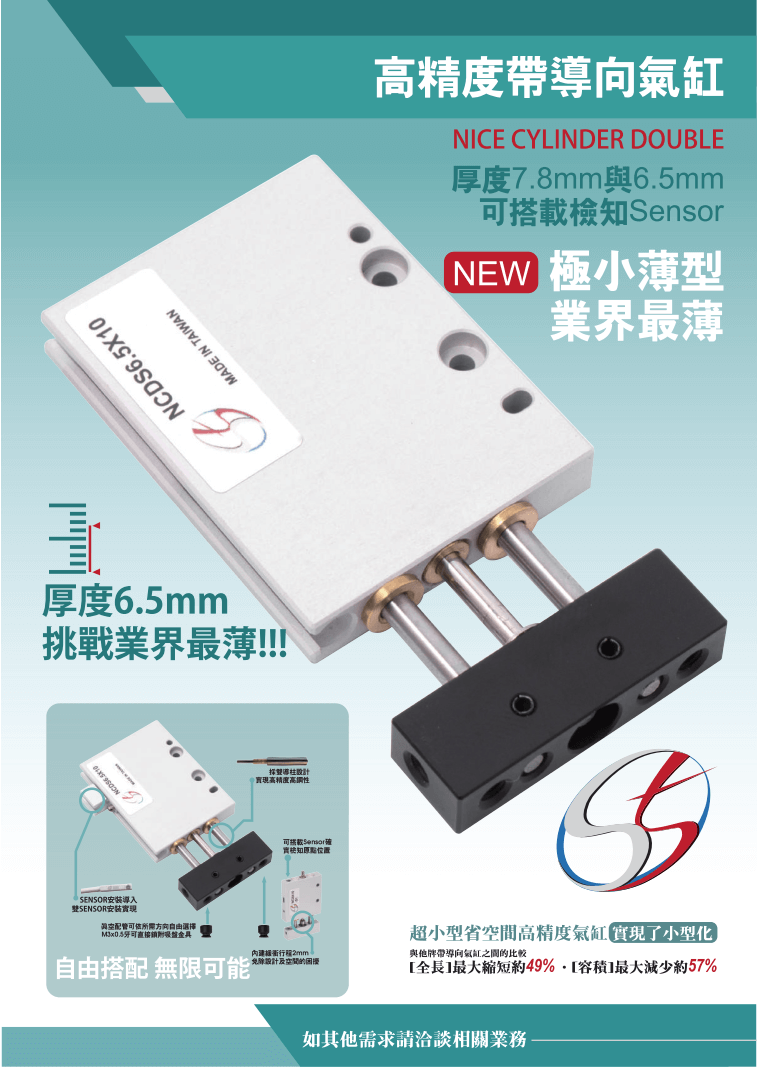 高精度帶導向氣缸
NICE CYLINDER DOUBLE
厚度7.8mm與6.5mm
可搭載檢知Sensor
NEW 極小薄型
業界最薄
NCDS6.5X10
MADE IN TAIWAN
厚度6.5mm
挑戰業界最薄!!!
NCDS6.5X10
MADE IN TAIWAN
採雙導柱設計
實現高精度高鋼性
可搭載Sensor確
實檢知原點位置
SENSOR安裝導入
雙SENSOR安裝實現
真空配管可依所需方向自由選擇
M3x0.5牙可直接鎖附吸盤金具
內建緩衝行程2mm
免除設計及空間的困擾
自由搭配 無限可能
超小型省空間高精度氣缸 實現了小型化
與他牌帶導向氣缸之間的比較
[全長]最大縮短約49% ・[容積]最大減少約57%
如其他需求請洽談相關業務